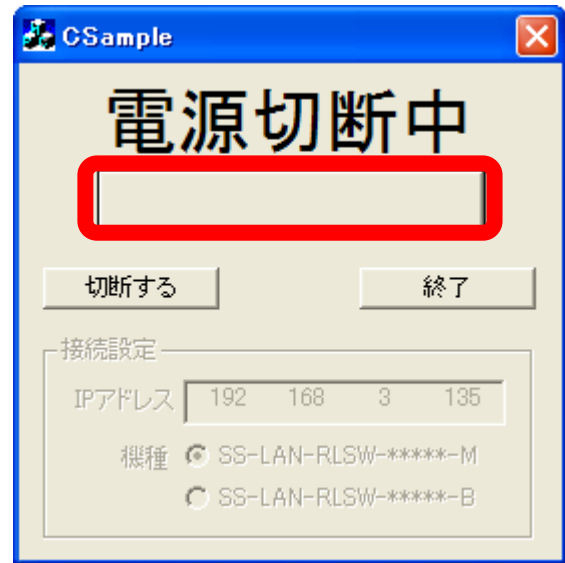 CSample
電源切断中
切断する 終了
接続設定
IPアドレス 192 168 3 135
機種 SS-LAN-RLSW-*****-M
SS-LAN-RLSW-*****-B